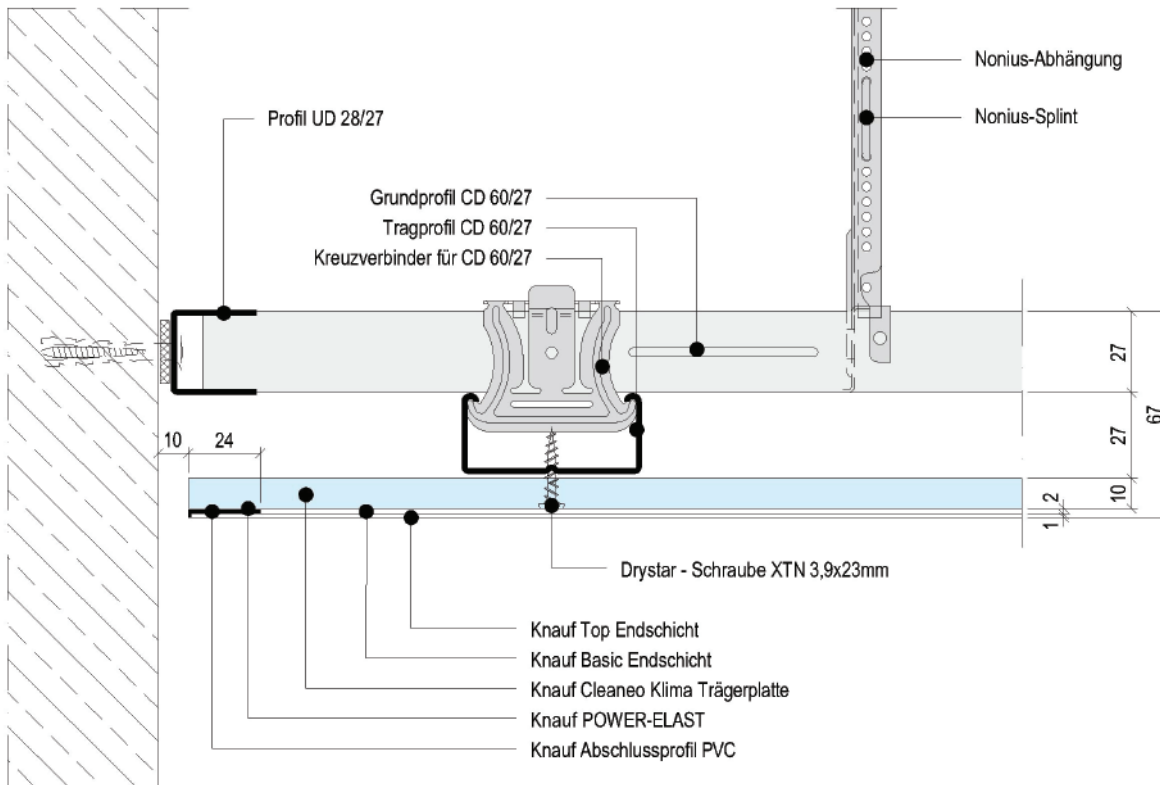 Nonius-Abhängung
Profil UD 28/27
Nonius-Splint
Grundprofil CD 60/27
Tragprofil CD 60/27
Kreuzverbinder für CD 60/27
27
67
10
24
27
2
10
1
Drystar - Schraube XTN 3,9x23mm
Knauf Top Endschicht
Knauf Basic Endschicht
Knauf Cleaneo Klima Trägerplatte
Knauf POWER-ELAST
Knauf Abschlussprofil PVC